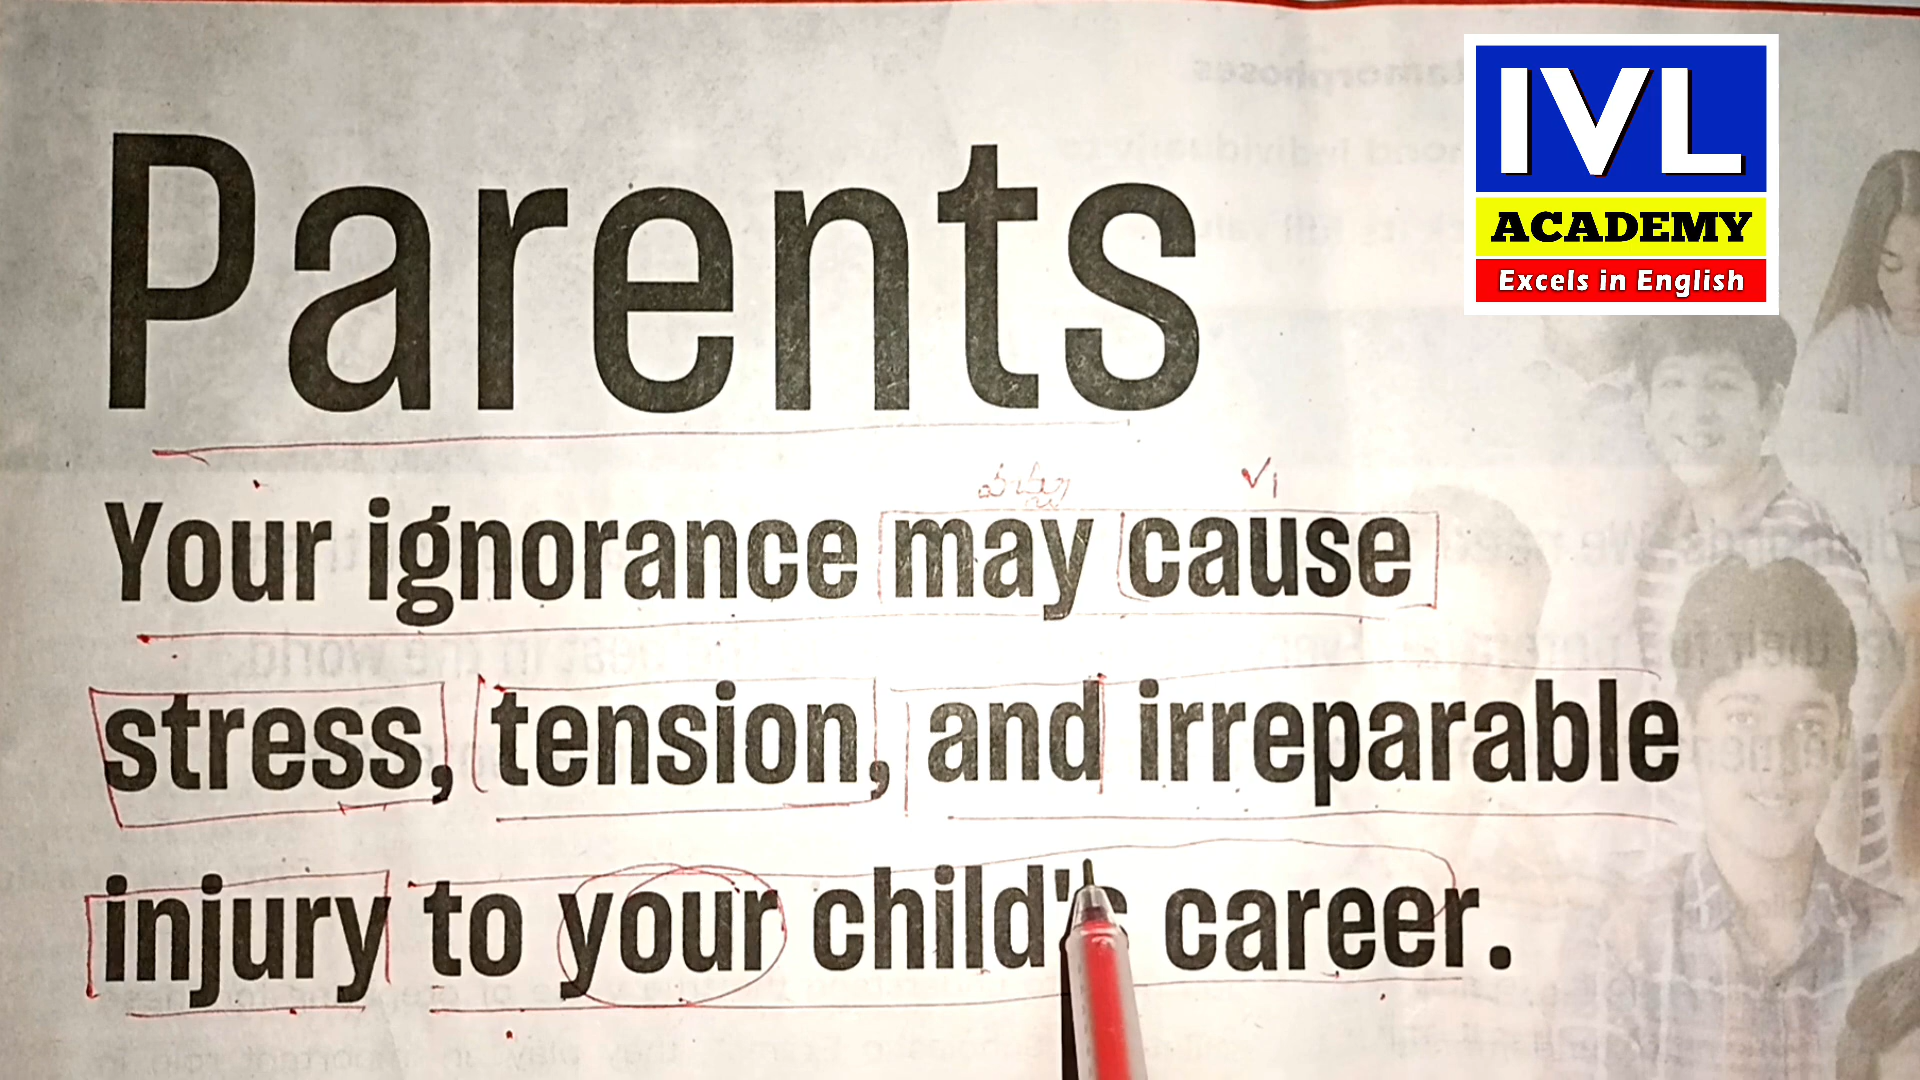 Parents
Your ignorance may cause
stress, tension, and irreparable
injury to your child's career.
IVL
ACADEMY
Excels in English